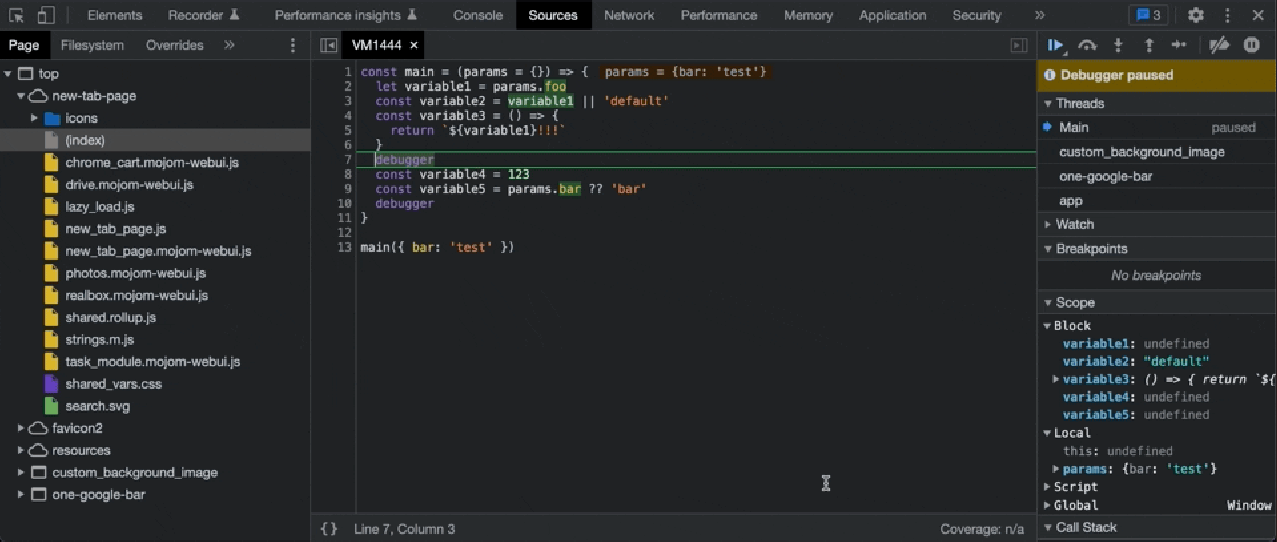 Elements Recorder Performance insights Console Sources Network Performance Memory Application Security » 3
Page Filesystem Overrides »
top
new-tab-page
icons
(index)
chrome_cart.mojom-webui.js
drive.mojom-webui.js
lazy_load.js
new_tab_page.js
new_tab_page.mojom-webui.js
photos.mojom-webui.js
realbox.mojom-webui.js
shared.rollup.js
strings.m.js
task_module.mojom-webui.js
shared_vars.css
search.svg
favicon2
resources
custom_background_image
one-google-bar
VM1444 ×
1 const main = (params = {}) => { params = {bar: 'test'}
2 let variable1 = params.foo
3 const variable2 = variable1 || 'default'
4 const variable3 = () => {
5 return `${variable1}!!!`
6 }
7 debugger
8 const variable4 = 123
9 const variable5 = params.bar ?? 'bar'
10 debugger
11 }
12
13 main({ bar: 'test' })
{} Line 7, Column 3 Coverage: n/a
Debugger paused
Threads
Main paused
custom_background_image
one-google-bar
app
Watch
Breakpoints
No breakpoints
Scope
Block
variable1: undefined
variable2: "default"
variable3: () => { return `${
variable4: undefined
variable5: undefined
Local
this: undefined
params: {bar: 'test'}
Script
Global Window
Call Stack